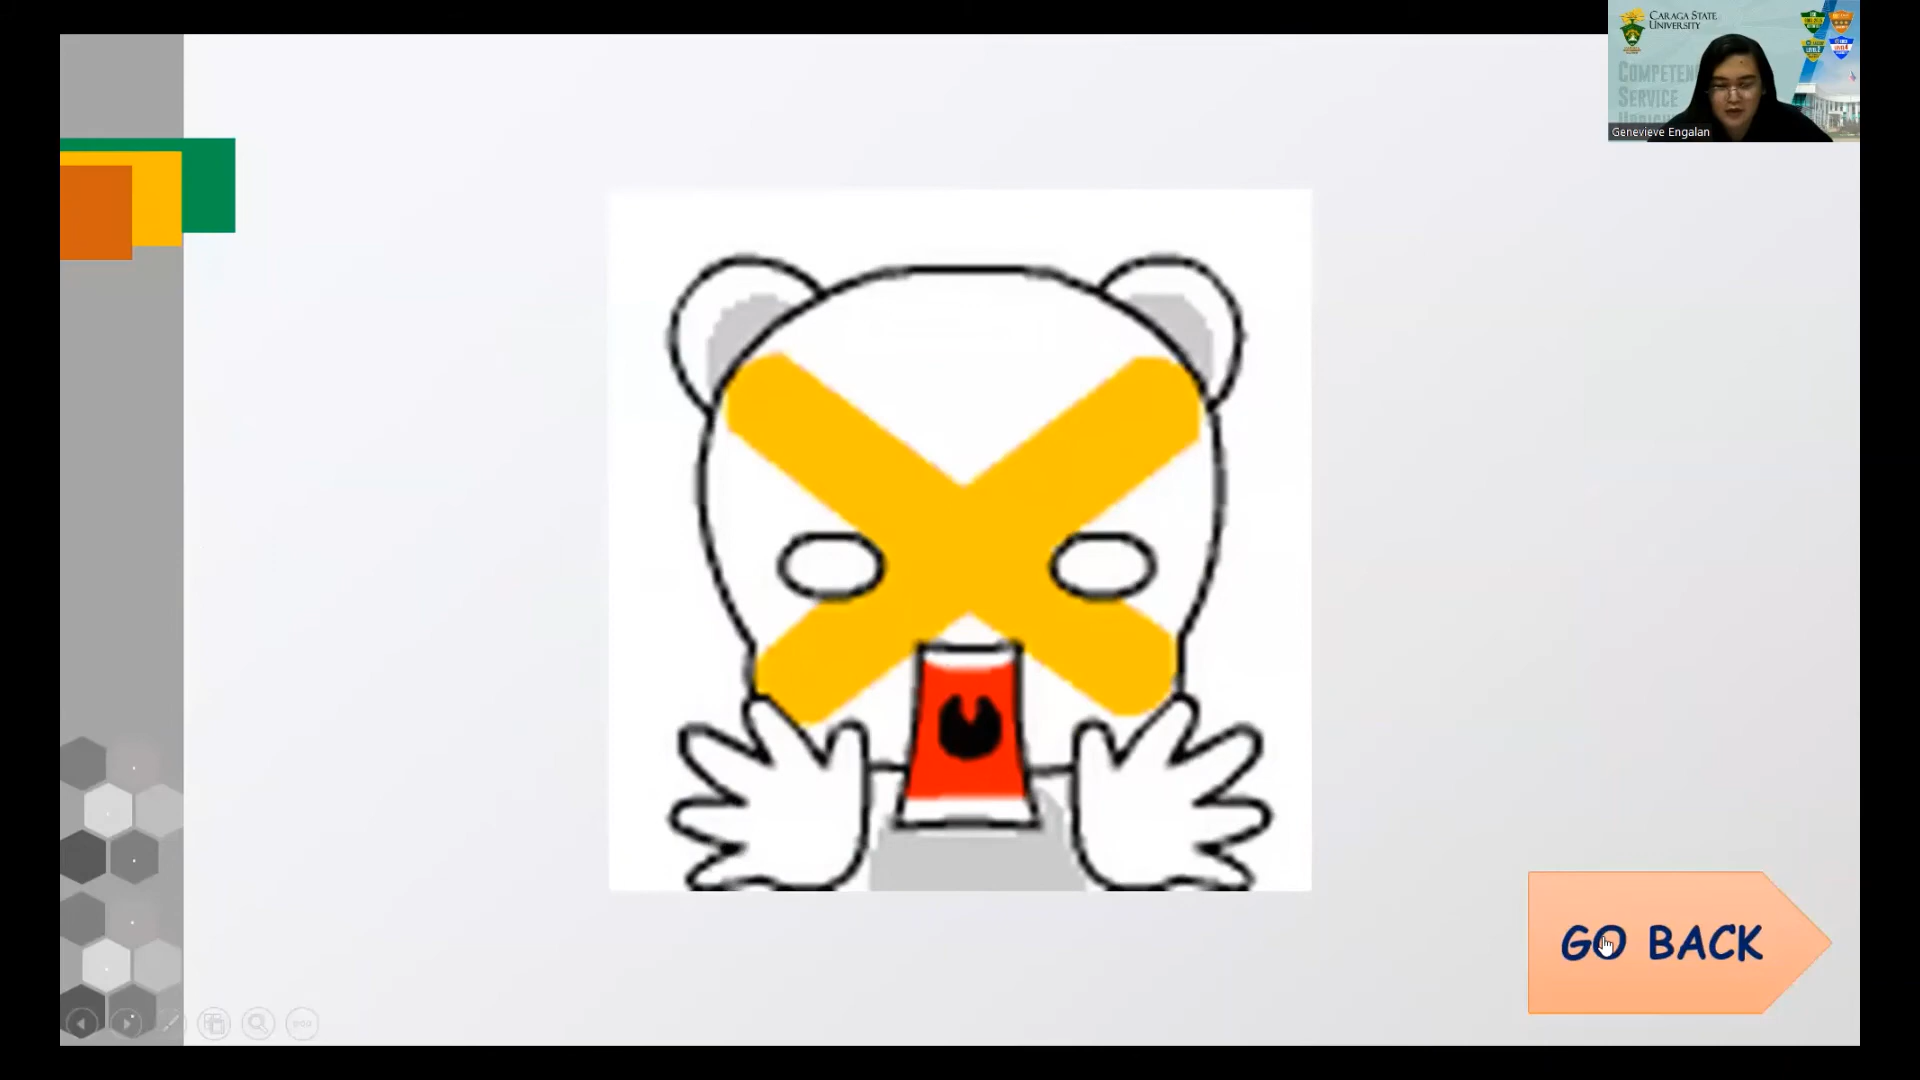 CARAGA STATE
UNIVERSITY
COMPETEN
SERVICE
Genevieve Engalan
GO BACK